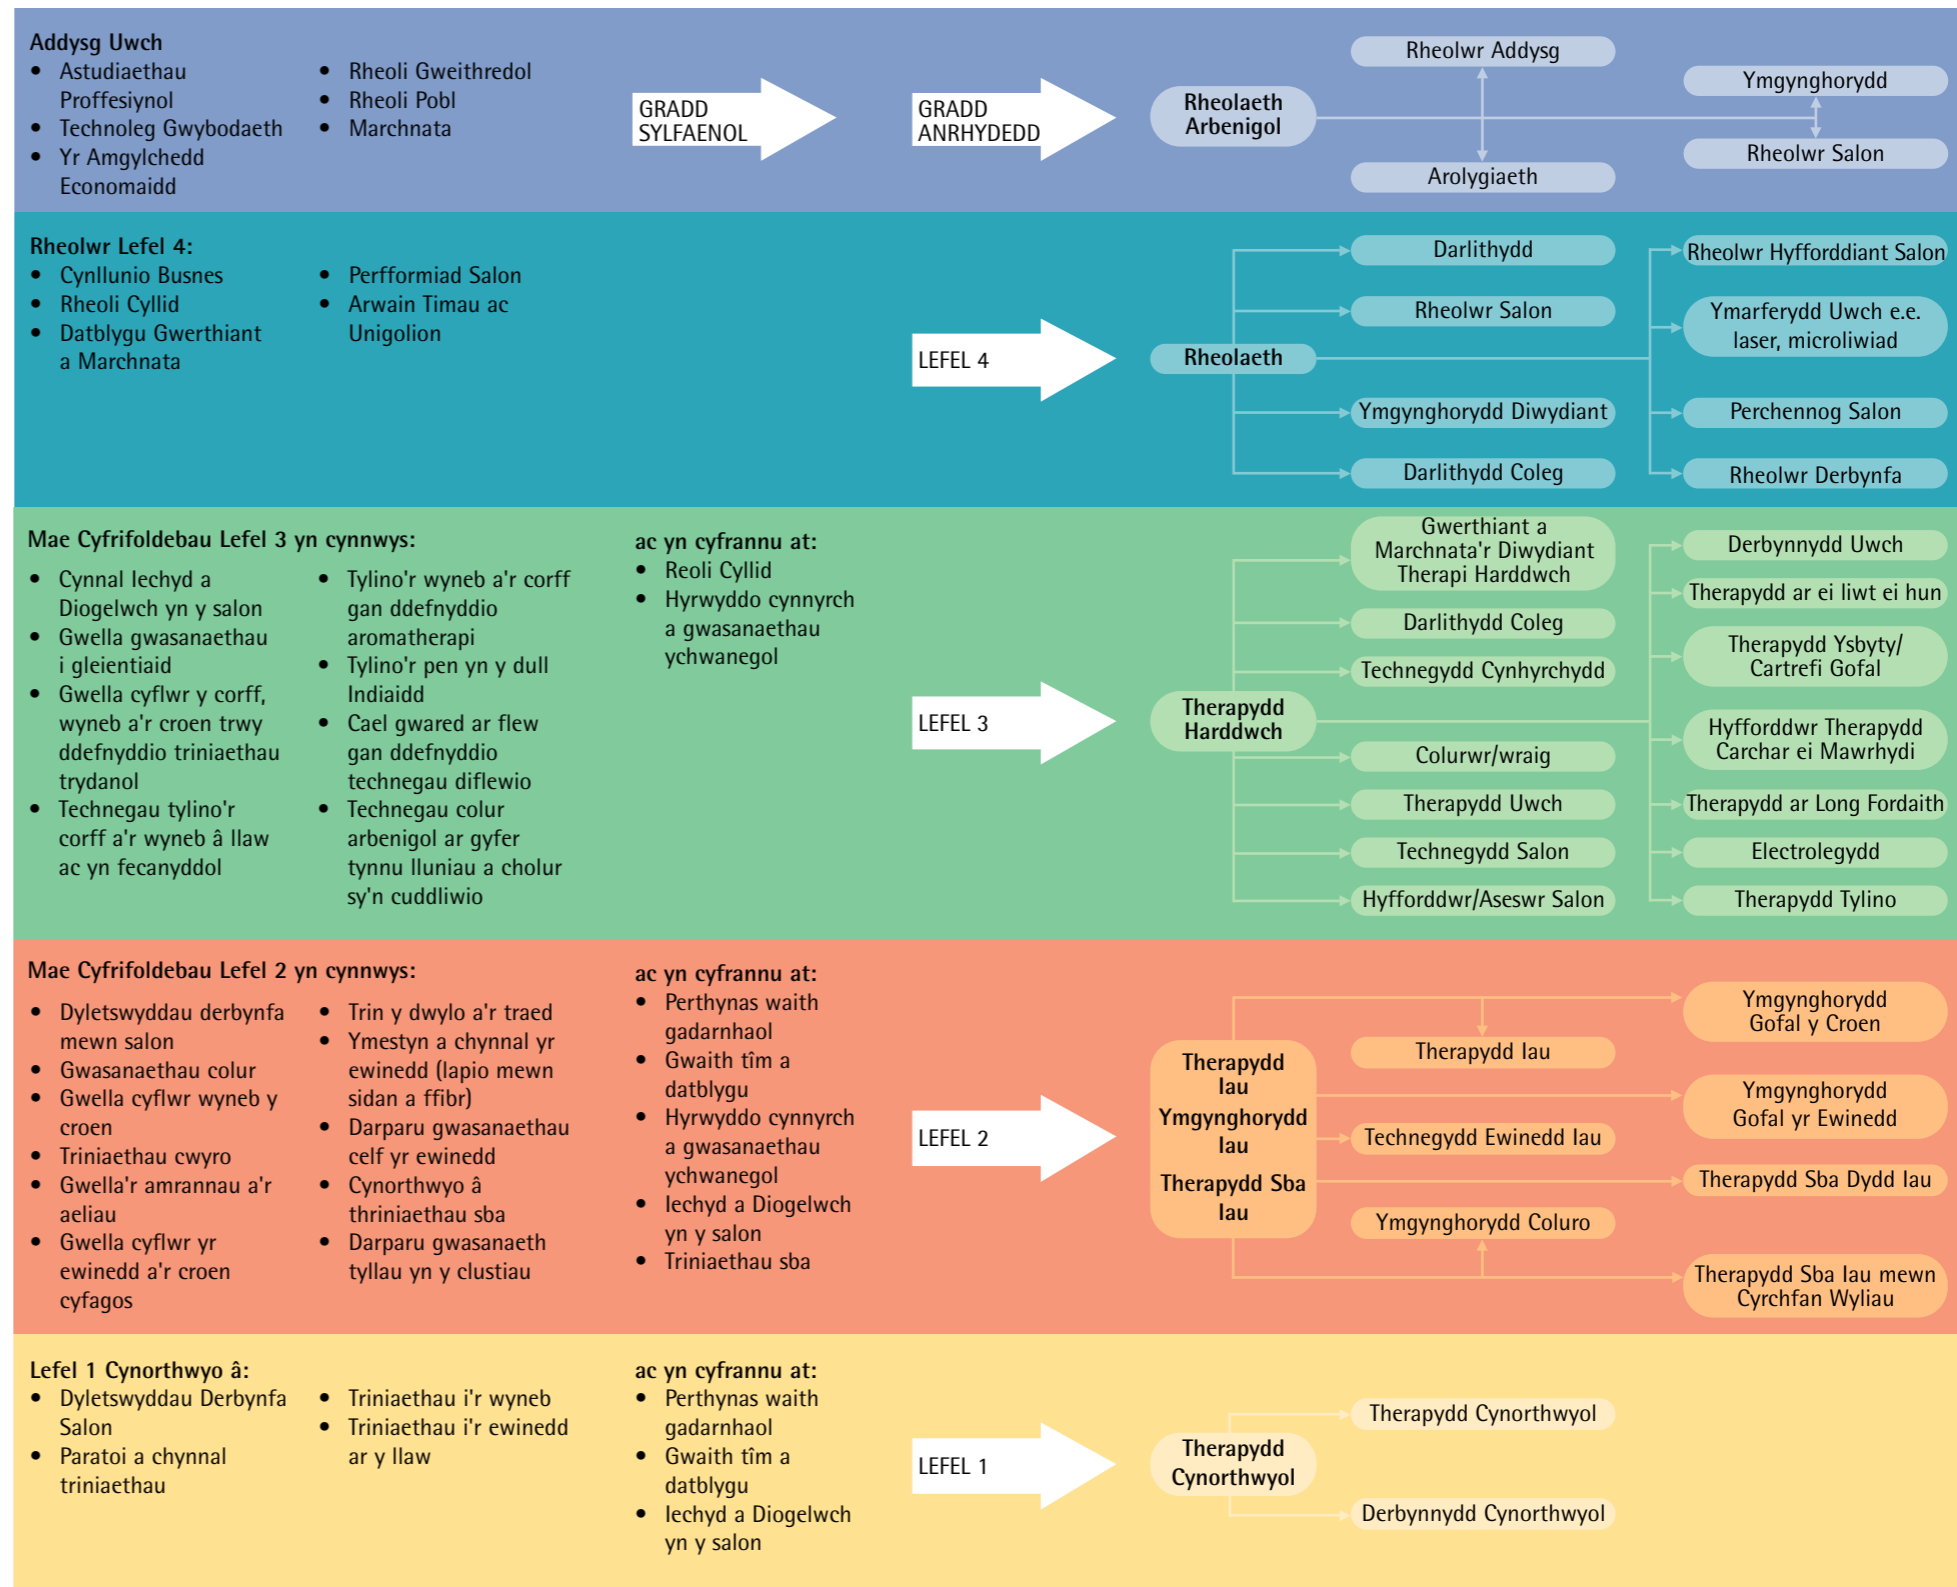 Addysg Uwch
• Astudiaethau
Proffesiynol
• Technoleg Gwybodaeth
• Yr Amgylchedd
Economaidd
• Rheoli Gweithredol
• Rheoli Pobl
• Marchnata
GRADD
SYLFAENOL
GRADD
ANRHYDEDD
Rheolaeth
Arbenigol
Rheolwr Addysg
Arolygiaeth
Ymgynghorydd
Rheolwr Salon
Rheolwr Lefel 4:
• Cynllunio Busnes
• Rheoli Cyllid
• Datblygu Gwerthiant
a Marchnata
• Perfformiad Salon
• Arwain Timau ac
Unigolion
LEFEL 4
Rheolaeth
Darlithydd
Rheolwr Salon
Ymgynghorydd Diwydiant
Darlithydd Coleg
Rheolwr Hyfforddiant Salon
Ymarferydd Uwch e.e.
laser, microliwiad
Perchennog Salon
Rheolwr Derbynfa
Mae Cyfrifoldebau Lefel 3 yn cynnwys:
• Cynnal Iechyd a
Diogelwch yn y salon
• Gwella gwasanaethau
i gleientiaid
• Gwella cyflwr y corff,
wyneb a'r croen trwy
ddefnyddio triniaethau
trydanol
• Technegau tylino'r
corff a'r wyneb â llaw
ac yn fecanyddol
• Tylino'r wyneb a'r corff
gan ddefnyddio
aromatherapi
• Tylino'r pen yn y dull
Indiaidd
• Cael gwared ar flew
gan ddefnyddio
technegau diflewio
• Technegau colur
arbenigol ar gyfer
tynnu lluniau a cholur
sy'n cuddliwio
ac yn cyfrannu at:
• Reoli Cyllid
• Hyrwyddo cynnyrch
a gwasanaethau
ychwanegol
LEFEL 3
Therapydd
Harddwch
Gwerthiant a
Marchnata'r Diwydiant
Therapi Harddwch
Darlithydd Coleg
Technegydd Cynhyrchydd
Colurwr/wraig
Therapydd Uwch
Technegydd Salon
Hyfforddwr/Aseswr Salon
Derbynnydd Uwch
Therapydd ar ei liwt ei hun
Therapydd Ysbyty/
Cartrefi Gofal
Hyfforddwr Therapydd
Carchar ei Mawrhydi
Therapydd ar Long Fordaith
Electrolegydd
Therapydd Tylino
Mae Cyfrifoldebau Lefel 2 yn cynnwys:
• Dyletswyddau derbynfa
mewn salon
• Gwasanaethau colur
• Gwella cyflwr wyneb y
croen
• Triniaethau cwyro
• Gwella'r amrannau a'r
aeliau
• Gwella cyflwr yr
ewinedd a'r croen
cyfagos
• Trin y dwylo a'r traed
• Ymestyn a chynnal yr
ewinedd (lapio mewn
sidan a ffibr)
• Darparu gwasanaethau
celf yr ewinedd
• Cynorthwyo â
thriniaethau sba
• Darparu gwasanaeth
tyllau yn y clustiau
ac yn cyfrannu at:
• Perthynas waith
gadarnhaol
• Gwaith tîm a
datblygu
• Hyrwyddo cynnyrch
a gwasanaethau
ychwanegol
• Iechyd a Diogelwch
yn y salon
• Triniaethau sba
LEFEL 2
Therapydd
Iau
Ymgynghorydd
Iau
Therapydd Sba
Iau
Therapydd Iau
Technegydd Ewinedd Iau
Ymgynghorydd Coluro
Ymgynghorydd
Gofal y Croen
Ymgynghorydd
Gofal yr Ewinedd
Therapydd Sba Dydd Iau
Therapydd Sba Iau mewn
Cyrchfan Wyliau
Lefel 1 Cynorthwyo â:
• Dyletswyddau Derbynfa
Salon
• Paratoi a chynnal
triniaethau
• Triniaethau i'r wyneb
• Triniaethau i'r ewinedd
ar y llaw
ac yn cyfrannu at:
• Perthynas waith
gadarnhaol
• Gwaith tîm a
datblygu
• Iechyd a Diogelwch
yn y salon
LEFEL 1
Therapydd
Cynorthwyol
Therapydd Cynorthwyol
Derbynnydd Cynorthwyol